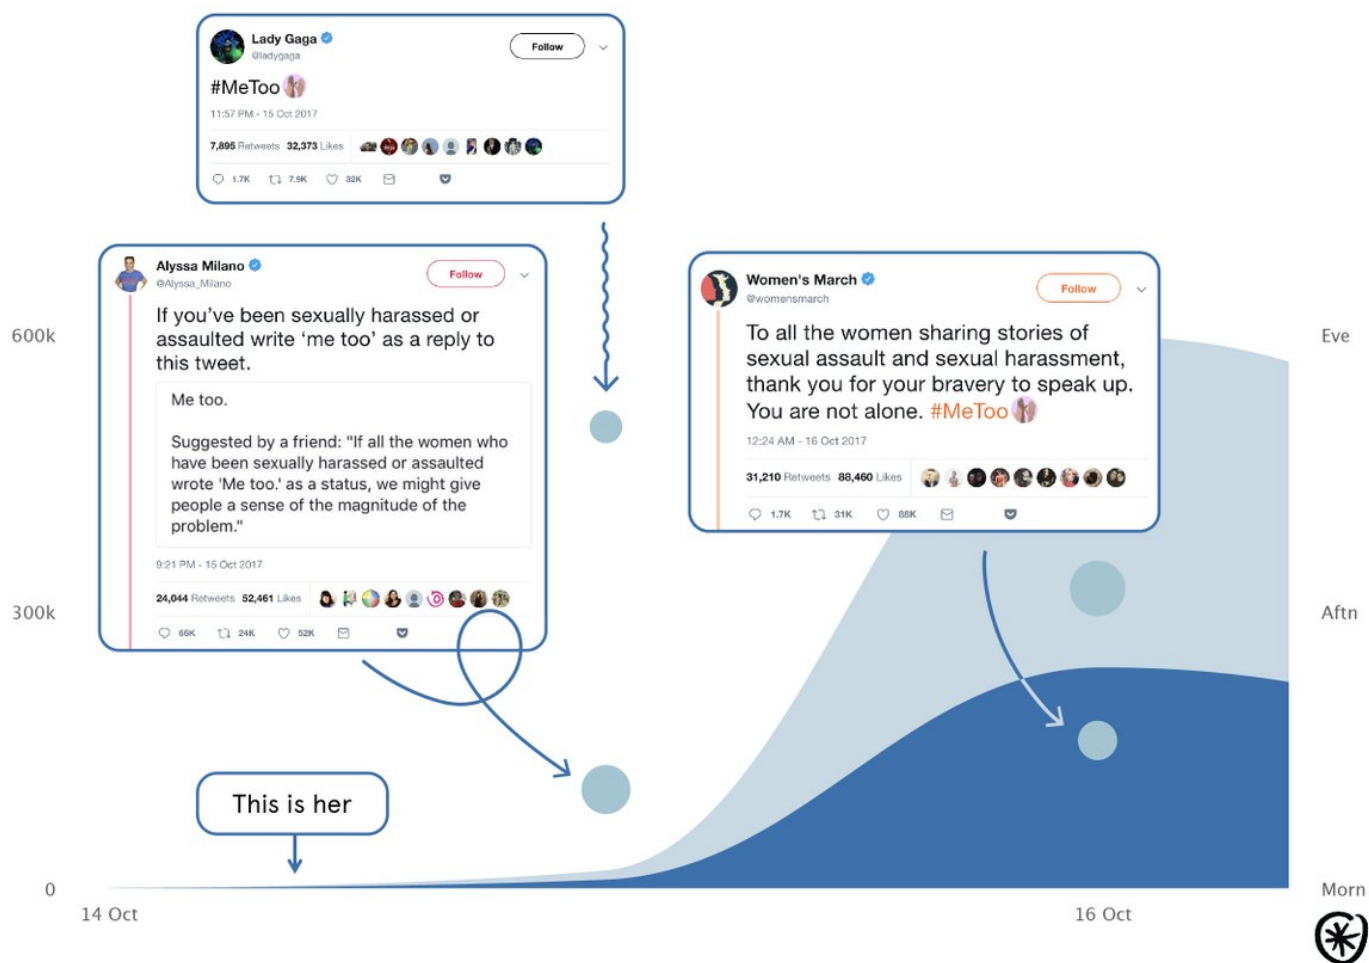 Lady Gaga
@ladygaga
Follow
#MeToo
11:57 PM - 15 Oct 2017
7,895 Retweets 32,373 Likes
1.7K 7.9K 32K
Alyssa Milano
@Alyssa_Milano
Follow
If you've been sexually harassed or
assaulted write 'me too' as a reply to
this tweet.
Me too.
Suggested by a friend: "If all the women who
have been sexually harassed or assaulted
wrote 'Me too.' as a status, we might give
people a sense of the magnitude of the
problem."
9:21 PM - 15 Oct 2017
24,044 Retweets 52,461 Likes
66K 24K 52K
Women's March
@womensmarch
Follow
To all the women sharing stories of
sexual assault and sexual harassment,
thank you for your bravery to speak up.
You are not alone. #MeToo
12:24 AM - 16 Oct 2017
31,210 Retweets 88,460 Likes
1.7K 31K 88K
This is her
600k
300k
0
Eve
Aftn
Morn
14 Oct
16 Oct